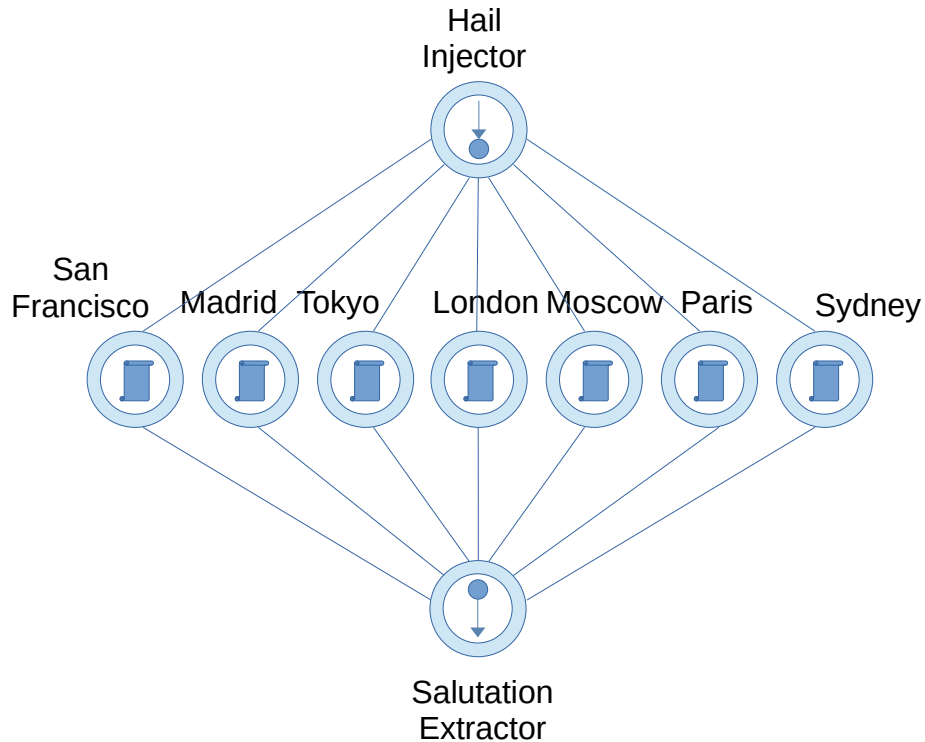 Hail
Injector
San
Francisco
Madrid
Tokyo
London
Moscow
Paris
Sydney
Salutation
Extractor